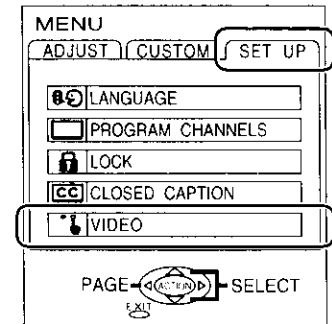 MENU
ADJUST CUSTOM SET UP
LANGUAGE
PROGRAM CHANNELS
LOCK
CC CLOSED CAPTION
VIDEO
PAGE ACTION SELECT
EXIT